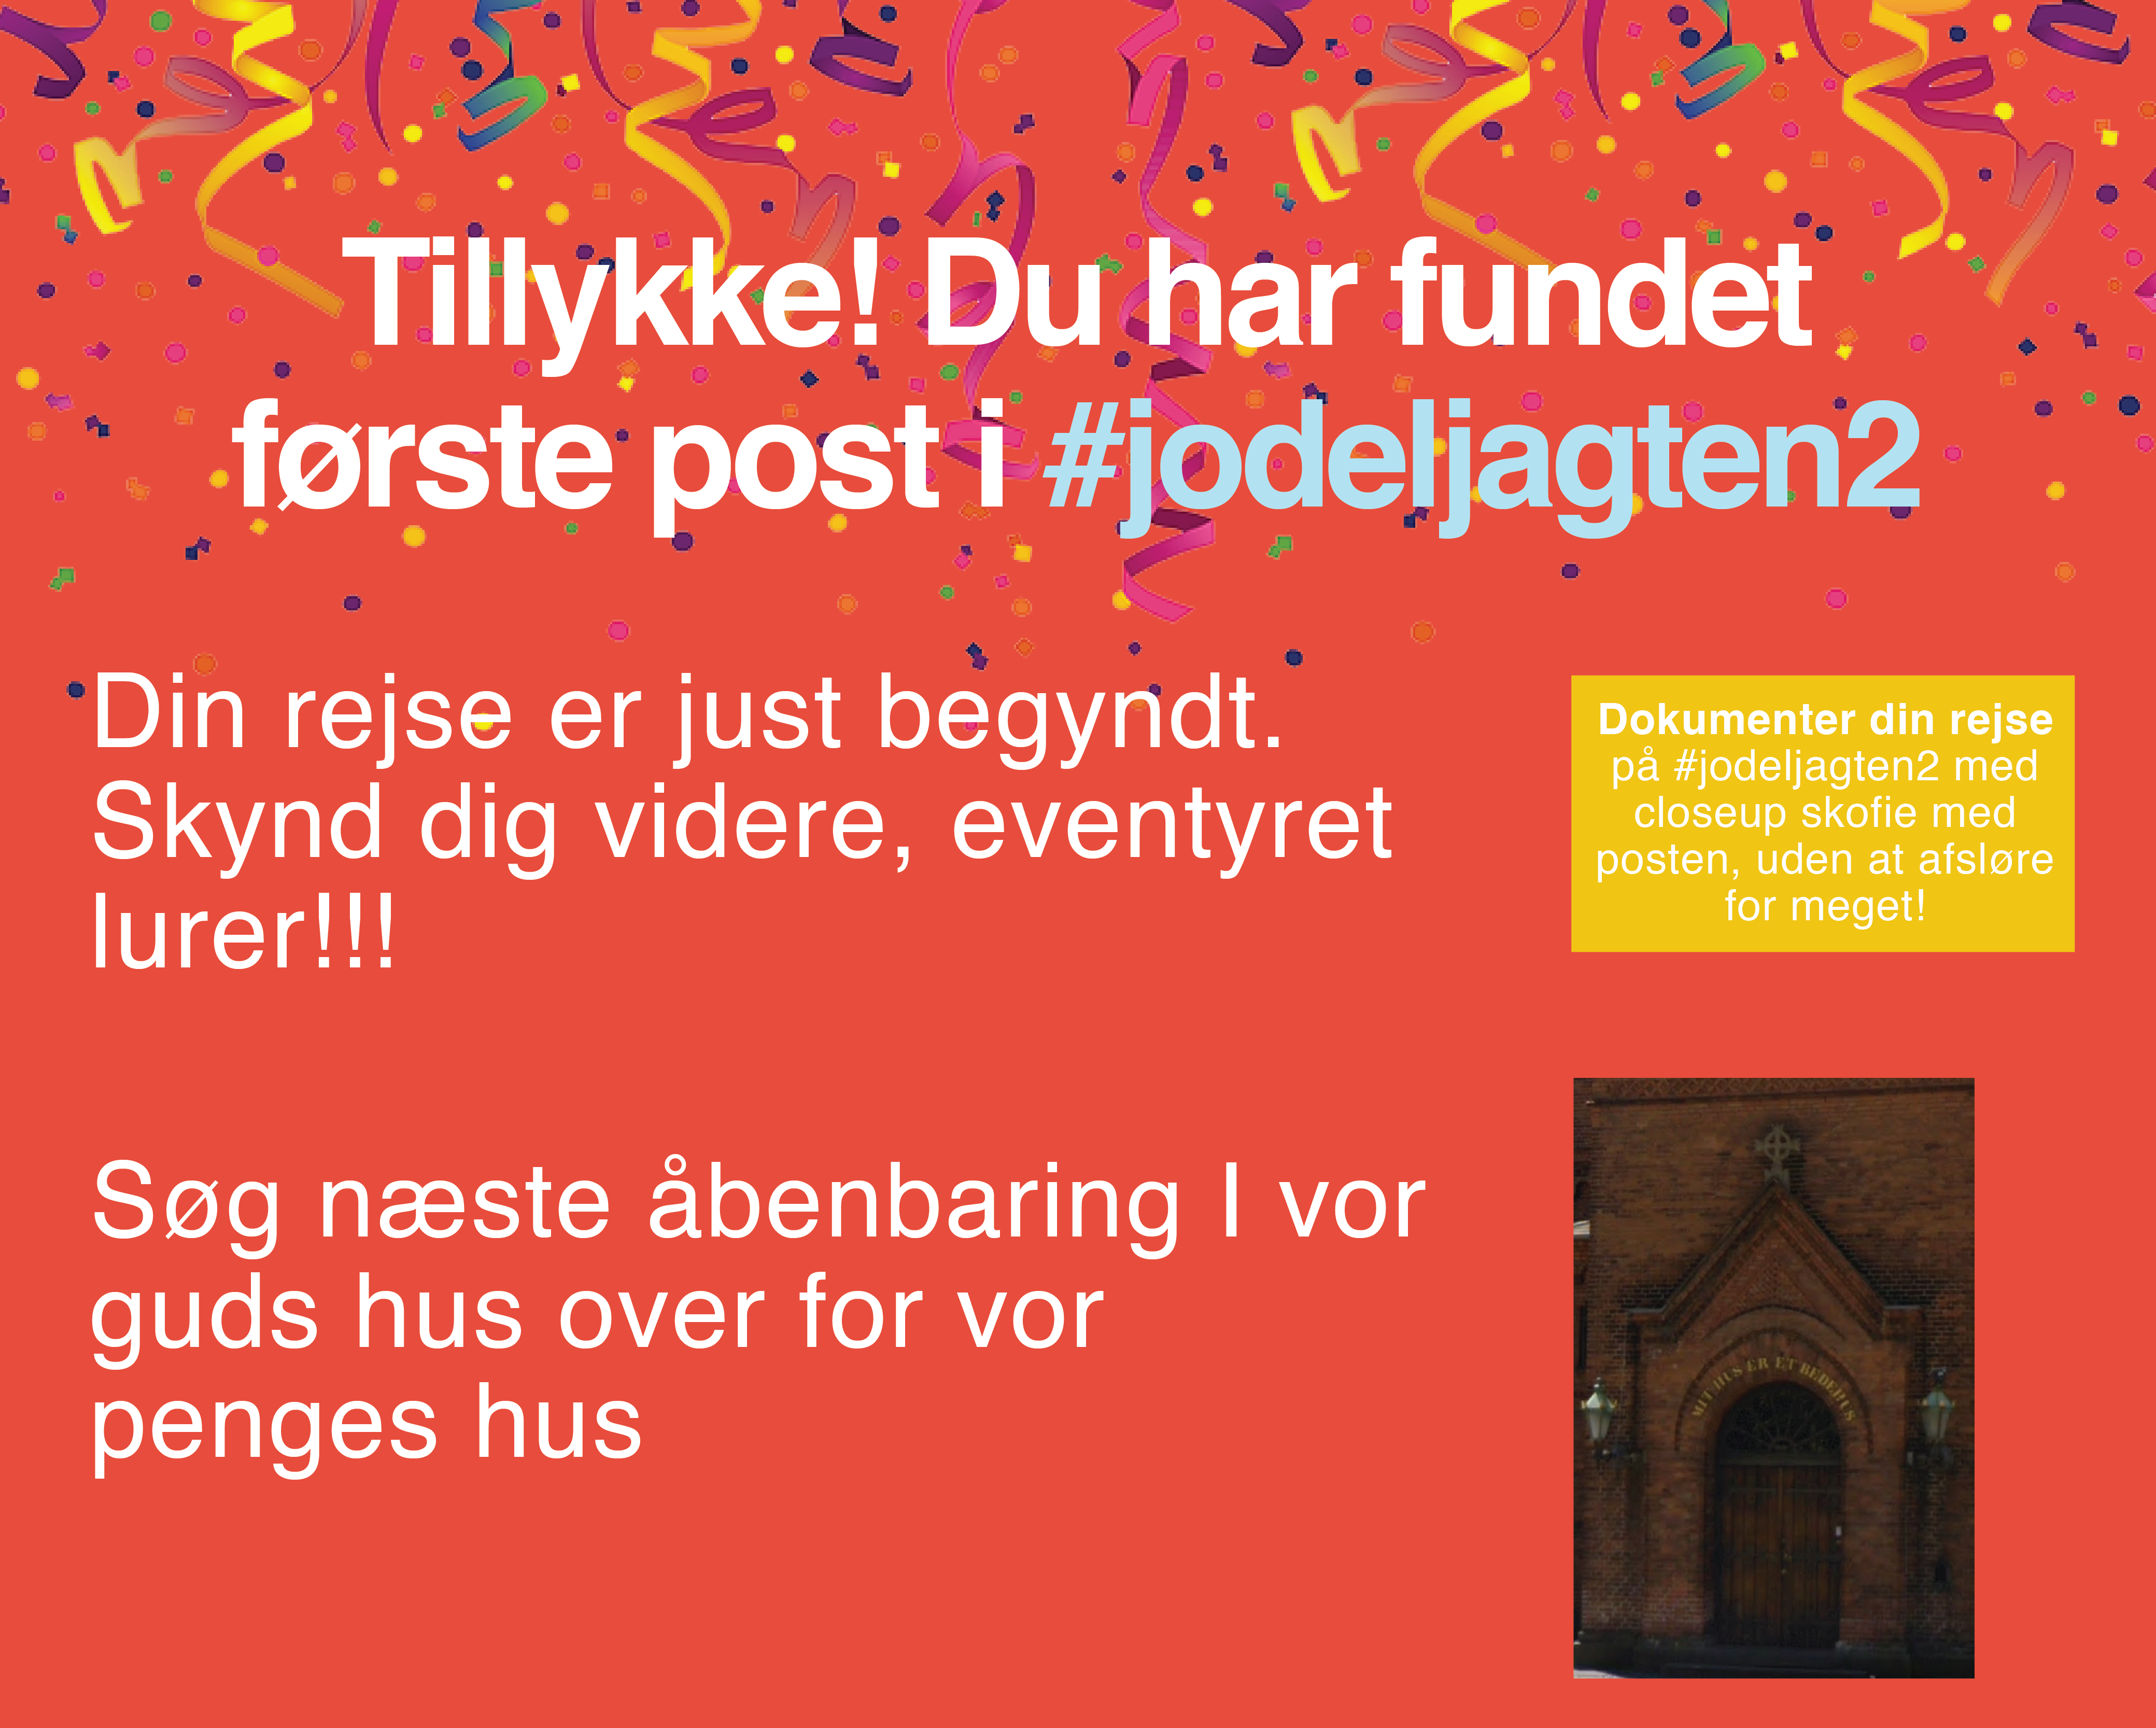 Tillykke! Du har fundet
første post i #jodeljagten2
Din rejse er just begyndt.
Skynd dig videre, eventyret
lurer!!!
Dokumenter din rejse
på #jodeljagten2 med
closeup skofie med
posten, uden at afsløre
for meget!
Søg næste åbenbaring I vor
guds hus over for vor
penges hus
MIT HUS ER ET BEDEHUS